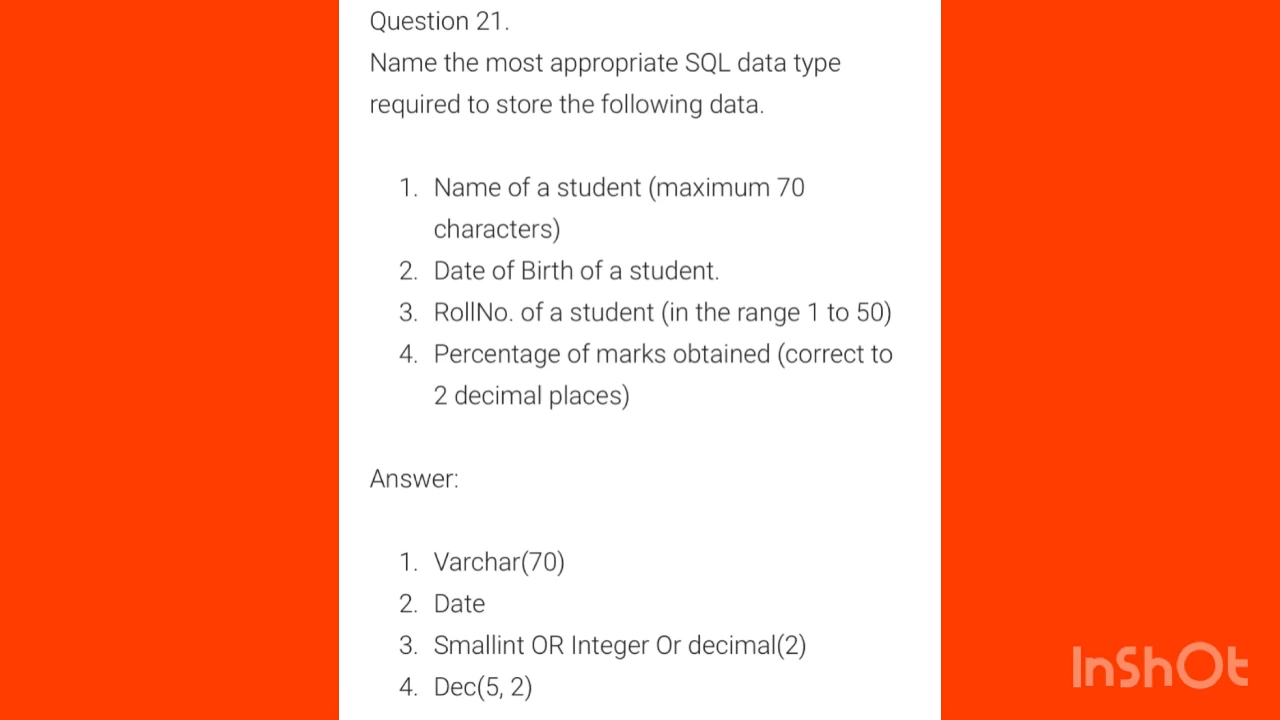 Question 21.
Name the most appropriate SQL data type
required to store the following data.
1. Name of a student (maximum 70
characters)
2. Date of Birth of a student.
3. RollNo. of a student (in the range 1 to 50)
4. Percentage of marks obtained (correct to
2 decimal places)
Answer:
1. Varchar(70)
2. Date
3. Smallint OR Integer Or decimal(2)
4. Dec(5, 2)
InShOt